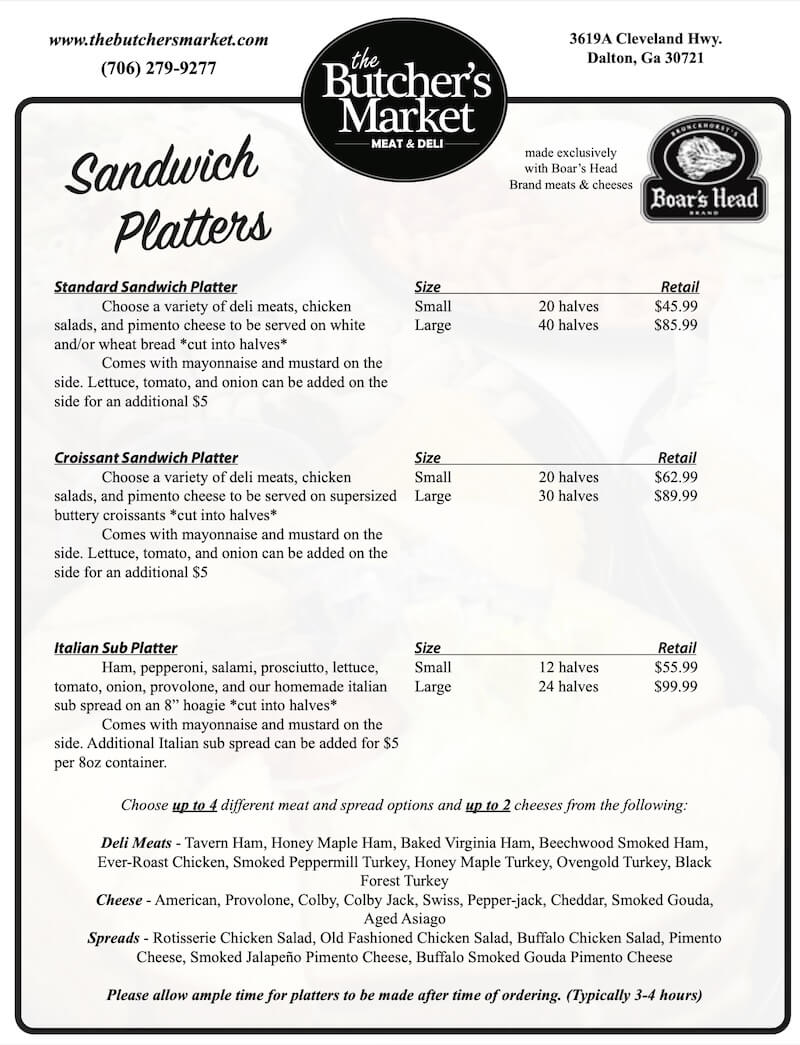 www.thebutchersmarket.com
(706) 279-9277
the
Butcher's
Market
MEAT & DELI
3619A Cleveland Hwy.
Dalton, Ga 30721
Sandwich
Platters
made exclusively
with Boar's Head
Brand meats & cheeses
BRUNCKHORST'S
Boar's Head
BRAND
Standard Sandwich Platter
Choose a variety of deli meats, chicken
salads, and pimento cheese to be served on white
and/or wheat bread *cut into halves*
Comes with mayonnaise and mustard on the
side. Lettuce, tomato, and onion can be added on the
side for an additional $5
Size Retail
Small 20 halves $45.99
Large 40 halves $85.99
Croissant Sandwich Platter
Choose a variety of deli meats, chicken
salads, and pimento cheese to be served on supersized
buttery croissants *cut into halves*
Comes with mayonnaise and mustard on the
side. Lettuce, tomato, and onion can be added on the
side for an additional $5
Size Retail
Small 20 halves $62.99
Large 30 halves $89.99
Italian Sub Platter
Ham, pepperoni, salami, prosciutto, lettuce,
tomato, onion, provolone, and our homemade italian
sub spread on an 8” hoagie *cut into halves*
Comes with mayonnaise and mustard on the
side. Additional Italian sub spread can be added for $5
per 8oz container.
Size Retail
Small 12 halves $55.99
Large 24 halves $99.99
Choose up to 4 different meat and spread options and up to 2 cheeses from the following:
Deli Meats - Tavern Ham, Honey Maple Ham, Baked Virginia Ham, Beechwood Smoked Ham,
Ever-Roast Chicken, Smoked Peppermill Turkey, Honey Maple Turkey, Ovengold Turkey, Black
Forest Turkey
Cheese - American, Provolone, Colby, Colby Jack, Swiss, Pepper-jack, Cheddar, Smoked Gouda,
Aged Asiago
Spreads - Rotisserie Chicken Salad, Old Fashioned Chicken Salad, Buffalo Chicken Salad, Pimento
Cheese, Smoked Jalapeño Pimento Cheese, Buffalo Smoked Gouda Pimento Cheese
Please allow ample time for platters to be made after time of ordering. (Typically 3-4 hours)